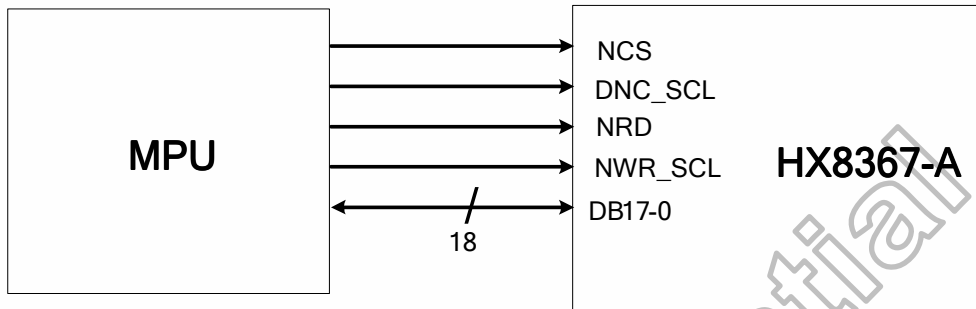 MPU
NCS
DNC_SCL
NRD
NWR_SCL
DB17-0
18
HX8367-A